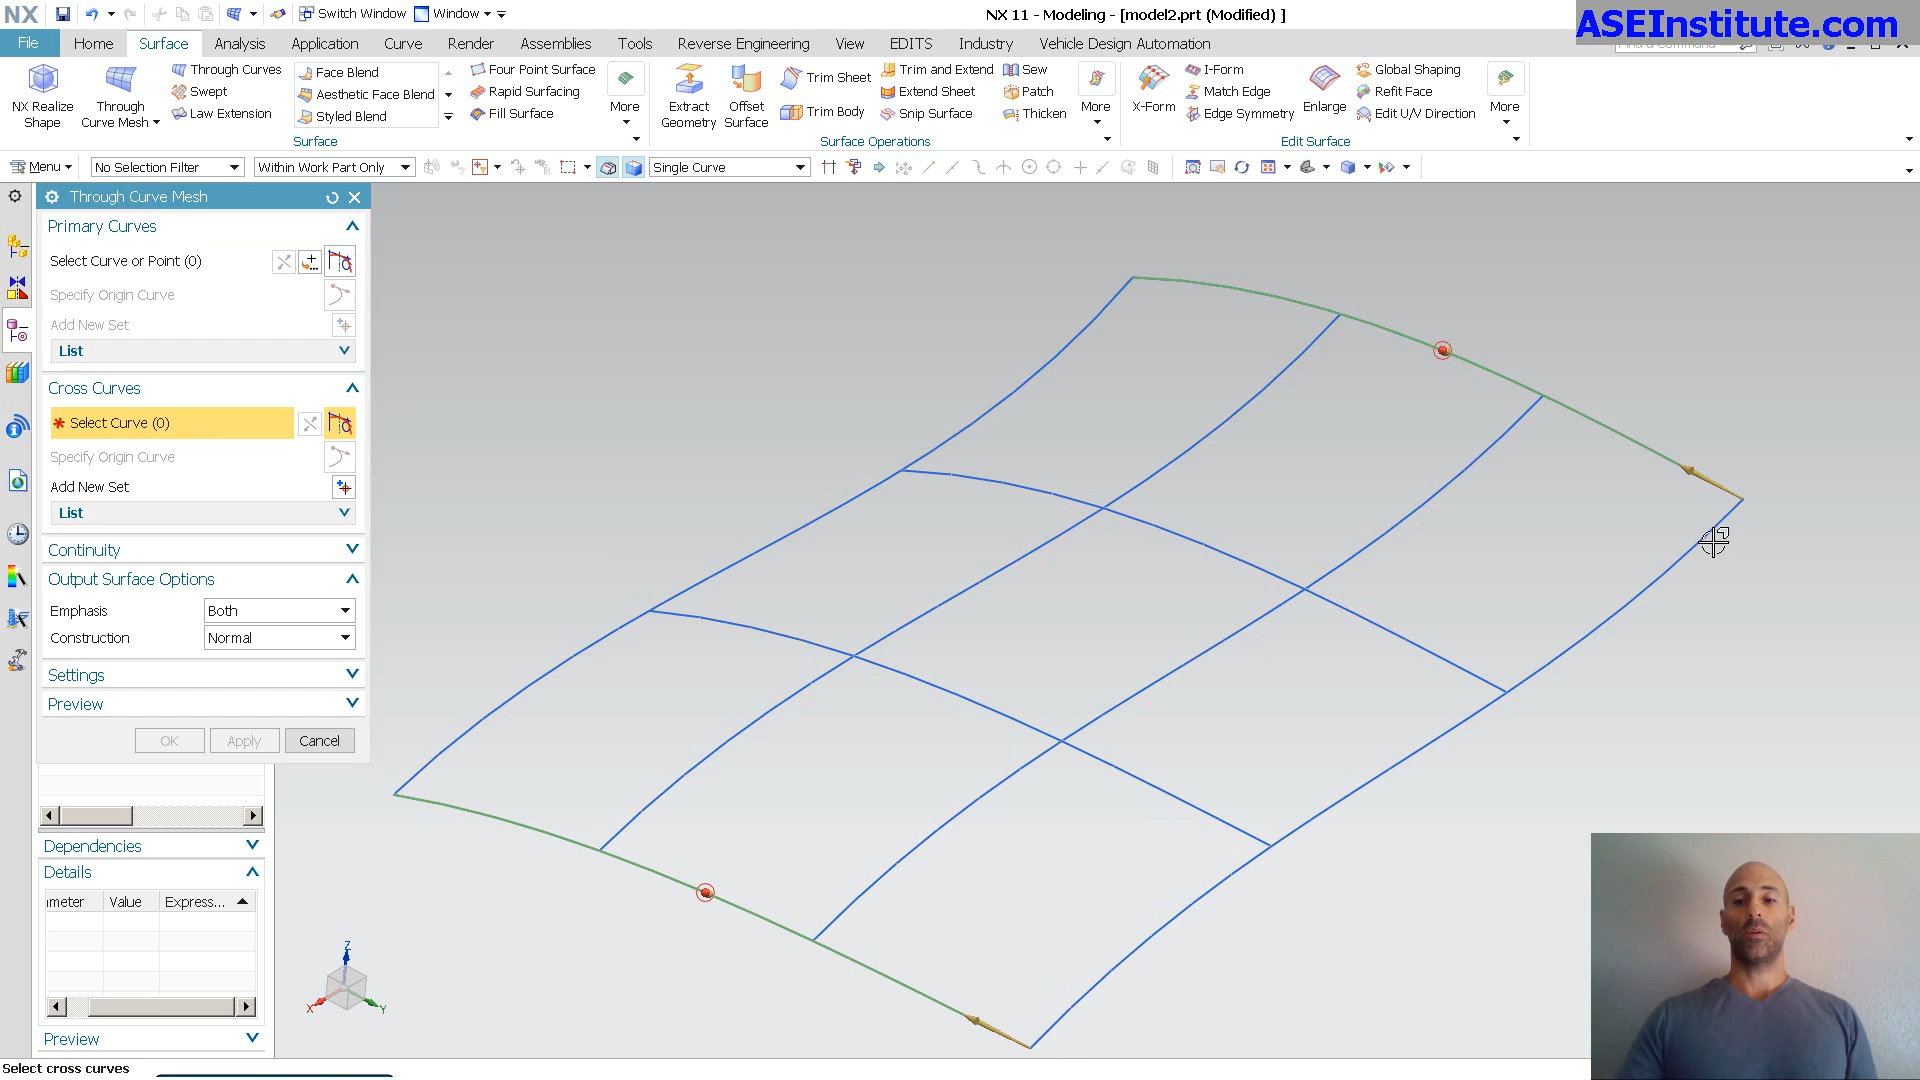 NX
Switch Window
Window
NX 11 - Modeling - [model2.prt (Modified) ]
ASEInstitute.com
File
Home
Surface
Analysis
Application
Curve
Render
Assemblies
Tools
Reverse Engineering
View
EDITS
Industry
Vehicle Design Automation
NX Realize Shape
Through Curve Mesh
Through Curves
Swept
Law Extension
Face Blend
Aesthetic Face Blend
Styled Blend
Four Point Surface
Rapid Surfacing
Fill Surface
More
Surface
Extract Geometry
Offset Surface
Trim Sheet
Trim Body
Trim and Extend
Extend Sheet
Snip Surface
Sew
Patch
Thicken
More
Surface Operations
X-Form
I-Form
Match Edge
Edge Symmetry
Enlarge
Global Shaping
Refit Face
Edit U/V Direction
More
Edit Surface
Menu
No Selection Filter
Within Work Part Only
Single Curve
Through Curve Mesh
Primary Curves
Select Curve or Point (0)
Specify Origin Curve
Add New Set
List
Cross Curves
* Select Curve (0)
Specify Origin Curve
Add New Set
List
Continuity
Output Surface Options
Emphasis
Both
Construction
Normal
Settings
Preview
OK
Apply
Cancel
Dependencies
Details
Value
Express...
Preview
Z
X
Y
Select cross curves